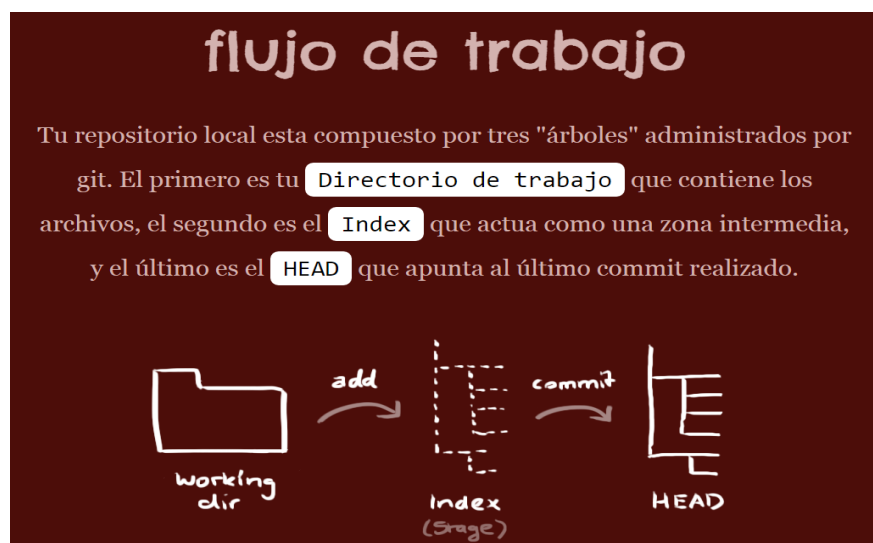 flujo de trabajo
Tu repositorio local esta compuesto por tres "árboles" administrados por
git. El primero es tu Directorio de trabajo que contiene los
archivos, el segundo es el Index que actua como una zona intermedia,
y el último es el HEAD que apunta al último commit realizado.
add
commit
working
dir
Index
(Stage)
HEAD